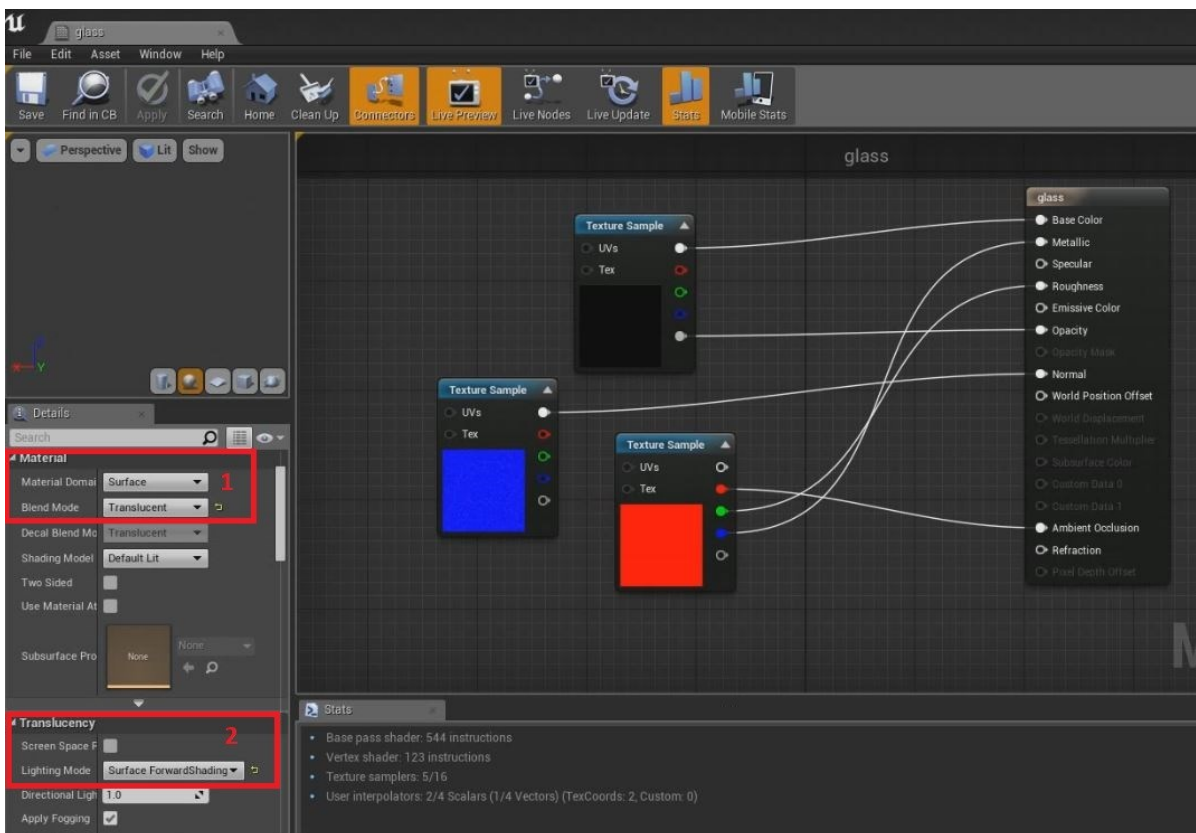 glass
File Edit Asset Window Help
Save Find in CB Apply Search Home Clean Up Connectors Live Preview Live Nodes Live Update Stats Mobile Stats
Perspective Lit Show
X Y
Details
Search
Material
Material Domai Surface
1
Blend Mode Translucent
Decal Blend Mo Translucent
Shading Model Default Lit
Two Sided
Use Material At
Subsurface Pro None None
Translucency
2
Screen Space R
Lighting Mode Surface ForwardShading
Directional Ligh 1.0
Apply Fogging
glass
Texture Sample
UVs
Tex
Texture Sample
UVs
Tex
Texture Sample
UVs
Tex
glass
Base Color
Metallic
Specular
Roughness
Emissive Color
Opacity
Opacity Mask
Normal
World Position Offset
World Displacement
Tessellation Multiplier
Subsurface Color
Custom Data 0
Custom Data 1
Ambient Occlusion
Refraction
Pixel Depth Offset
M
Stats
Base pass shader: 544 instructions
Vertex shader: 123 instructions
Texture samplers: 5/16
User interpolators: 2/4 Scalars (1/4 Vectors) (TexCoords: 2, Custom: 0)